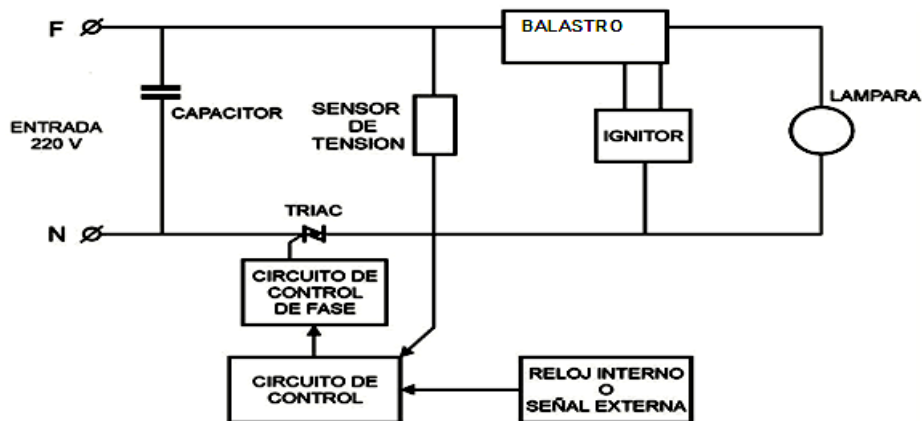 F
BALASTRO
CAPACITOR
SENSOR
DE
TENSION
LAMPARA
ENTRADA
220 V
IGNITOR
N
TRIAC
CIRCUITO DE
CONTROL
DE FASE
CIRCUITO DE
CONTROL
RELOJ INTERNO
O
SEÑAL EXTERNA